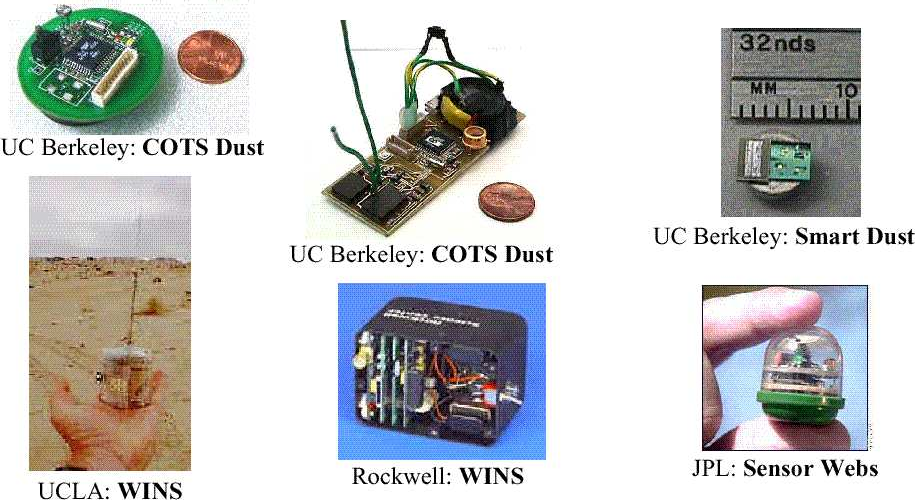 UC Berkeley: COTS Dust
UC Berkeley: COTS Dust
32nds
MM 10
UC Berkeley: Smart Dust
UCLA: WINS
Rockwell: WINS
JPL: Sensor Webs